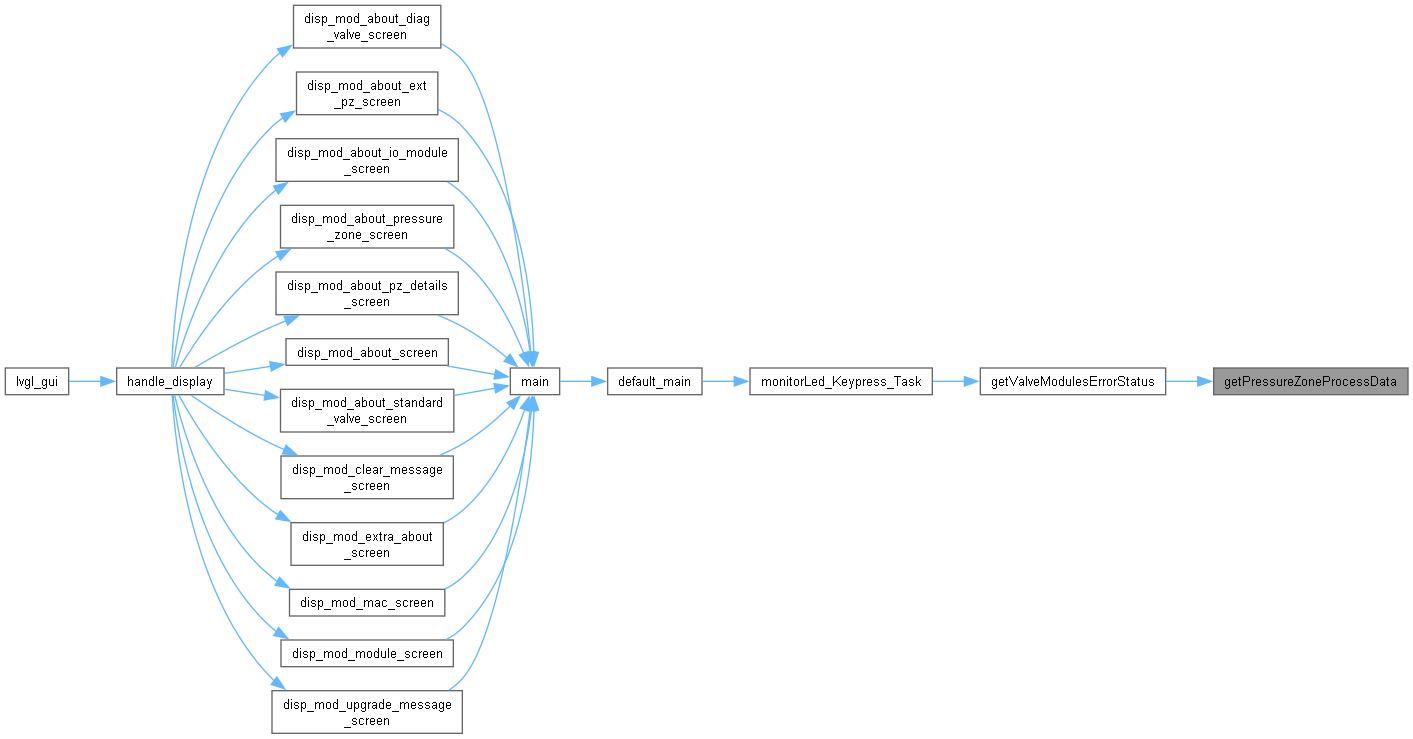 disp_mod_about_diag
_valve_screen
disp_mod_about_ext
_pz_screen
disp_mod_about_io_module
_screen
disp_mod_about_pressure
_zone_screen
disp_mod_about_pz_details
_screen
disp_mod_about_screen
lvgl_gui
handle_display
main
default_main
monitorLed_Keypress_Task
getValveModulesErrorStatus
getPressureZoneProcessData
disp_mod_about_standard
_valve_screen
disp_mod_clear_message
_screen
disp_mod_extra_about
_screen
disp_mod_mac_screen
disp_mod_module_screen
disp_mod_upgrade_message
_screen